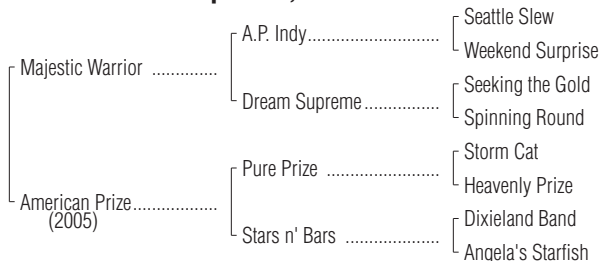 Seattle Slew
A.P. Indy
Weekend Surprise
Majestic Warrior
Seeking the Gold
Dream Supreme
Spinning Round
Storm Cat
Pure Prize
Heavenly Prize
American Prize
(2005)
Dixieland Band
Stars n' Bars
Angela's Starfish